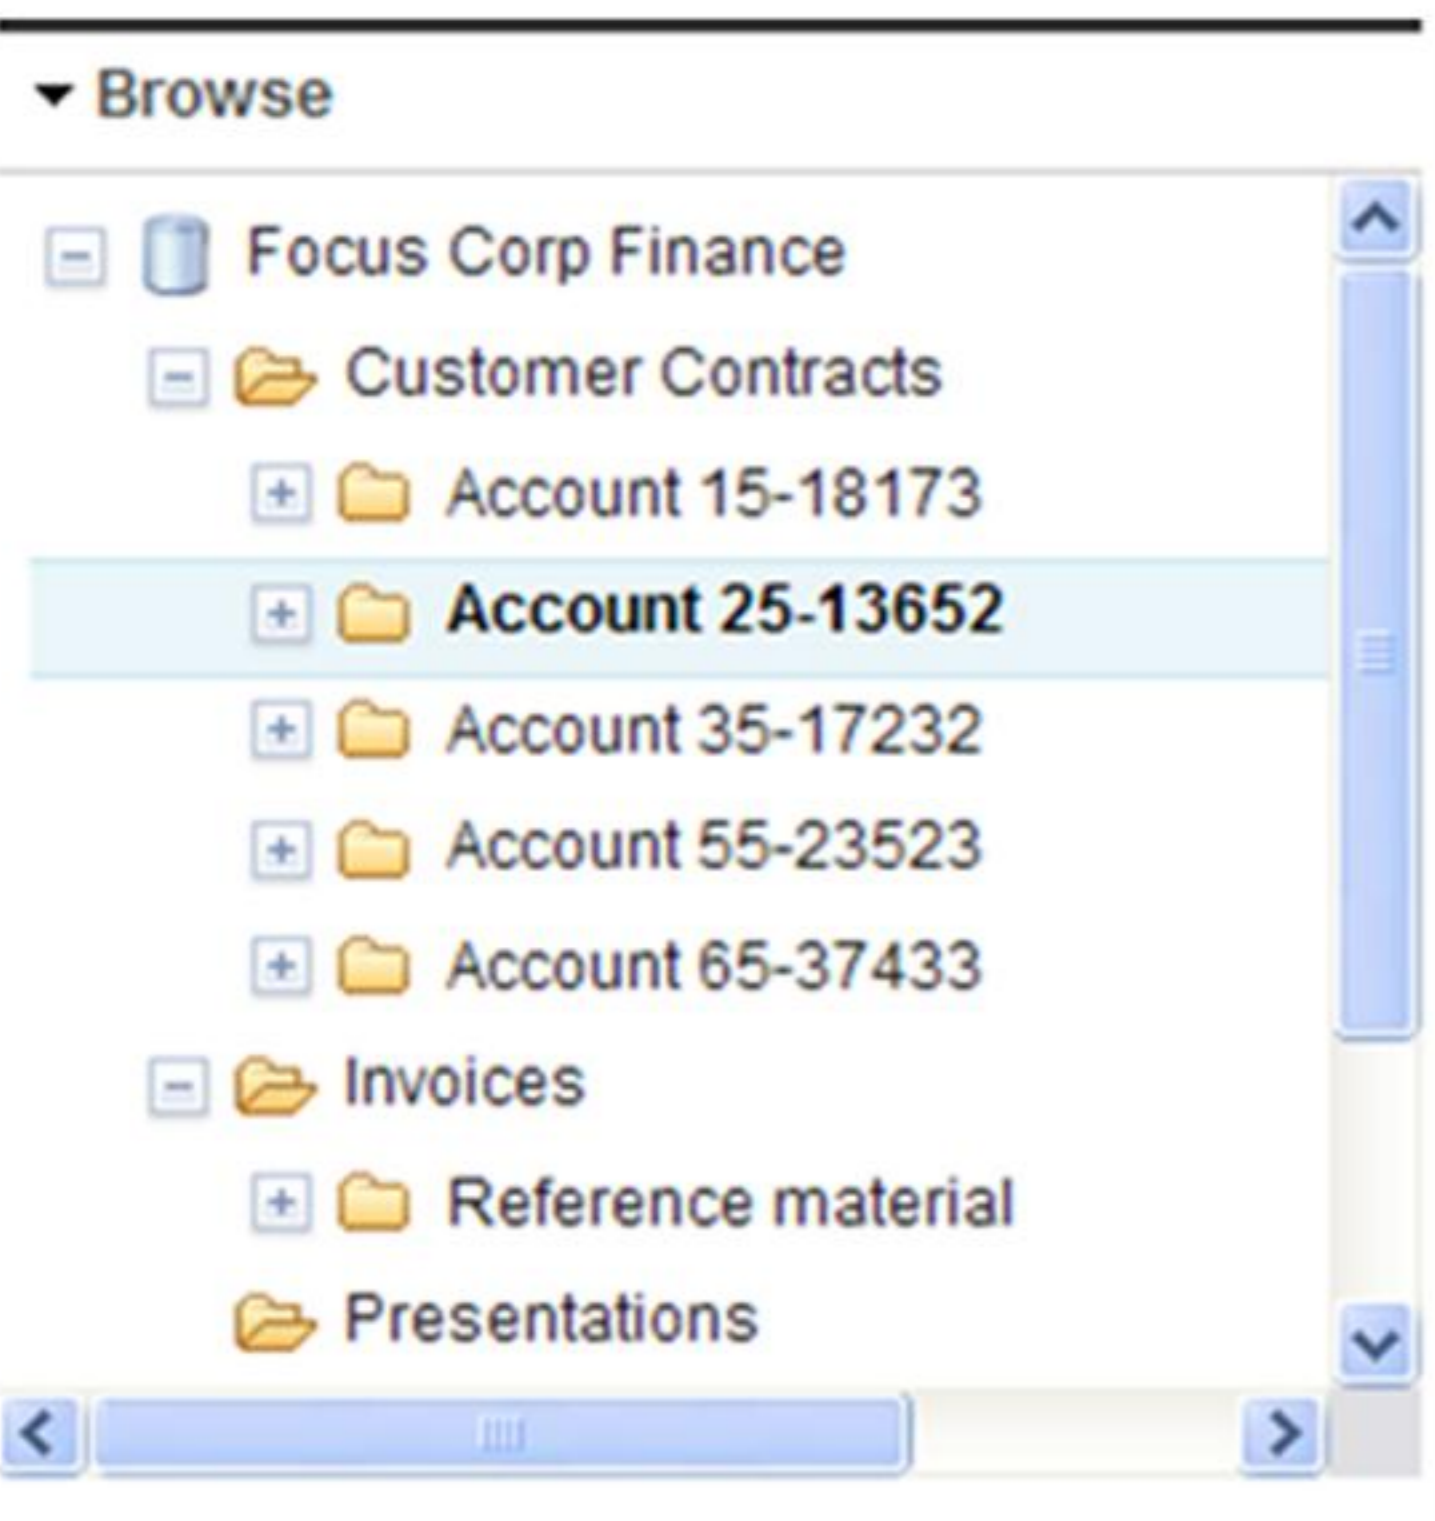 Browse
Focus Corp Finance
Customer Contracts
Account 15-18173
Account 25-13652
Account 35-17232
Account 55-23523
Account 65-37433
Invoices
Reference material
Presentations